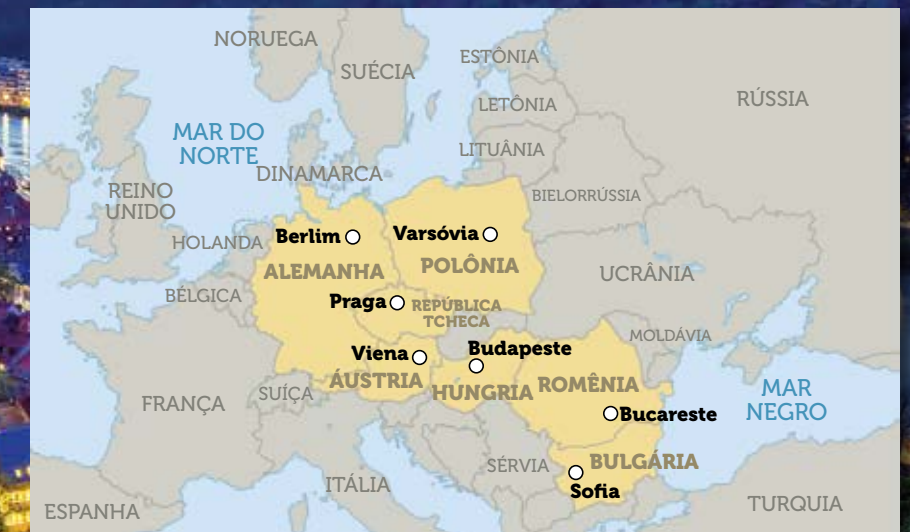 NORUEGA
SUÉCIA
ESTÔNIA
LETÔNIA
RÚSSIA
MAR DO
NORTE
LITUÂNIA
DINAMARCA
REINO
UNIDO
BIELORRÚSSIA
HOLANDA
Berlim
Varsóvia
ALEMANHA
POLÔNIA
UCRÂNIA
BÉLGICA
Praga
REPÚBLICA
TCHECA
MOLDÁVIA
Viena
Budapeste
ÁUSTRIA
HUNGRIA
ROMÊNIA
SUÍÇA
FRANÇA
MAR
NEGRO
Bucareste
SÉRVIA
BULGÁRIA
ITÁLIA
Sofia
ESPANHA
TURQUIA